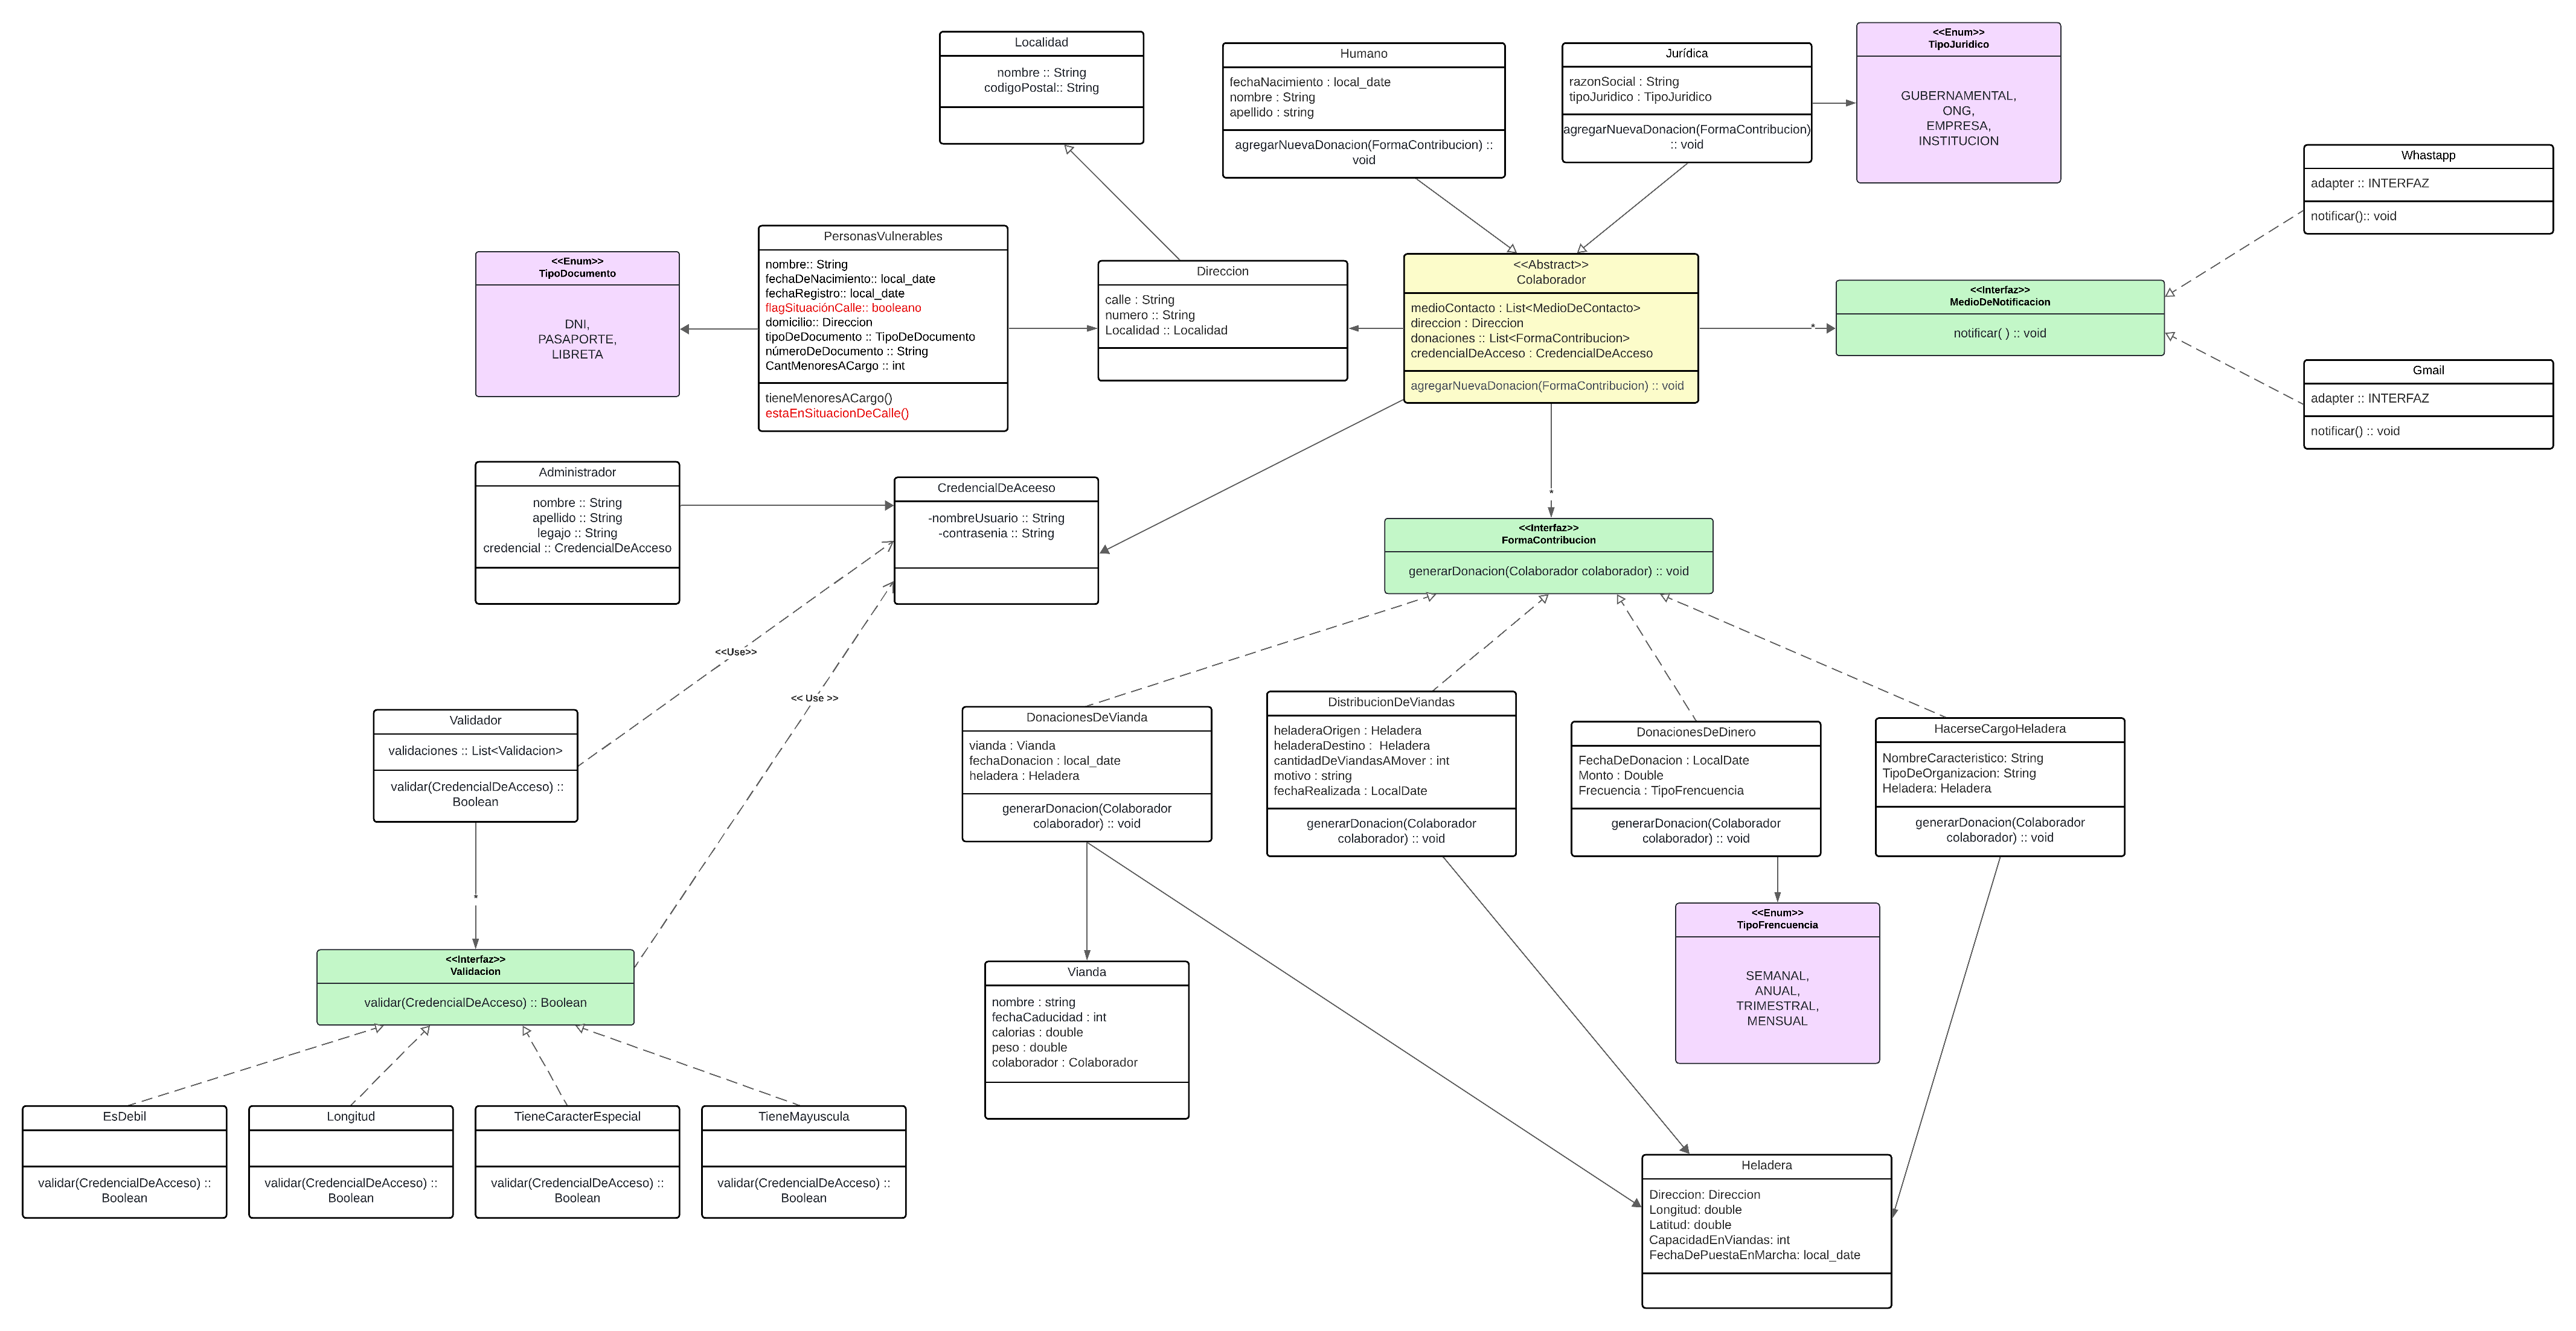 Localidad
nombre :: String
codigoPostal:: String
Humano
fechaNacimiento : local_date
nombre : String
apellido : string
agregarNuevaDonacion(FormaContribucion) ::
void
Jurídica
razonSocial : String
tipoJuridico : TipoJuridico
agregarNuevaDonacion(FormaContribucion)
:: void
<<Enum>>
TipoJuridico
GUBERNAMENTAL,
ONG,
EMPRESA,
INSTITUCION
Whastapp
adapter :: INTERFAZ
notificar():: void
<<Enum>>
TipoDocumento
DNI,
PASAPORTE,
LIBRETA
PersonasVulnerables
nombre:: String
fechaDeNacimiento:: local_date
fechaRegistro:: local_date
flagSituaciónCalle:: booleano
domicilio:: Direccion
tipoDeDocumento :: TipoDeDocumento
númeroDeDocumento :: String
CantMenoresACargo :: int
tieneMenoresACargo()
estaEnSituacionDeCalle()
Direccion
calle : String
numero :: String
Localidad :: Localidad
<<Abstract>>
Colaborador
medioContacto : List<MedioDeContacto>
direccion : Direccion
donaciones :: List<FormaContribucion>
credencialDeAcceso : CredencialDeAcceso
agregarNuevaDonacion(FormaContribucion) :: void
*
<<Interfaz>>
MedioDeNotificacion
notificar( ) :: void
Gmail
adapter :: INTERFAZ
notificar() :: void
Administrador
nombre :: String
apellido :: String
legajo :: String
credencial :: CredencialDeAcceso
CredencialDeAceeso
-nombreUsuario :: String
-contrasenia :: String
*
<<Interfaz>>
FormaContribucion
generarDonacion(Colaborador colaborador) :: void
<<Use>>
<< Use >>
Validador
validaciones :: List<Validacion>
validar(CredencialDeAcceso) ::
Boolean
DonacionesDeVianda
vianda : Vianda
fechaDonacion : local_date
heladera : Heladera
generarDonacion(Colaborador
colaborador) :: void
DistribucionDeViandas
heladeraOrigen : Heladera
heladeraDestino :  Heladera
cantidadDeViandasAMover : int
motivo : string
fechaRealizada : LocalDate
generarDonacion(Colaborador
colaborador) :: void
DonacionesDeDinero
FechaDeDonacion : LocalDate
Monto : Double
Frecuencia : TipoFrencuencia
generarDonacion(Colaborador
colaborador) :: void
HacerseCargoHeladera
NombreCaracteristico: String
TipoDeOrganizacion: String
Heladera: Heladera
generarDonacion(Colaborador
colaborador) :: void
*
<<Interfaz>>
Validacion
validar(CredencialDeAcceso) :: Boolean
<<Enum>>
TipoFrencuencia
SEMANAL,
ANUAL,
TRIMESTRAL,
MENSUAL
Vianda
nombre : string
fechaCaducidad : int
calorias : double
peso : double
colaborador : Colaborador
EsDebil
validar(CredencialDeAcceso) ::
Boolean
Longitud
validar(CredencialDeAcceso) ::
Boolean
TieneCaracterEspecial
validar(CredencialDeAcceso) ::
Boolean
TieneMayuscula
validar(CredencialDeAcceso) ::
Boolean
Heladera
Direccion: Direccion
Longitud: double
Latitud: double
CapacidadEnViandas: int
FechaDePuestaEnMarcha: local_date